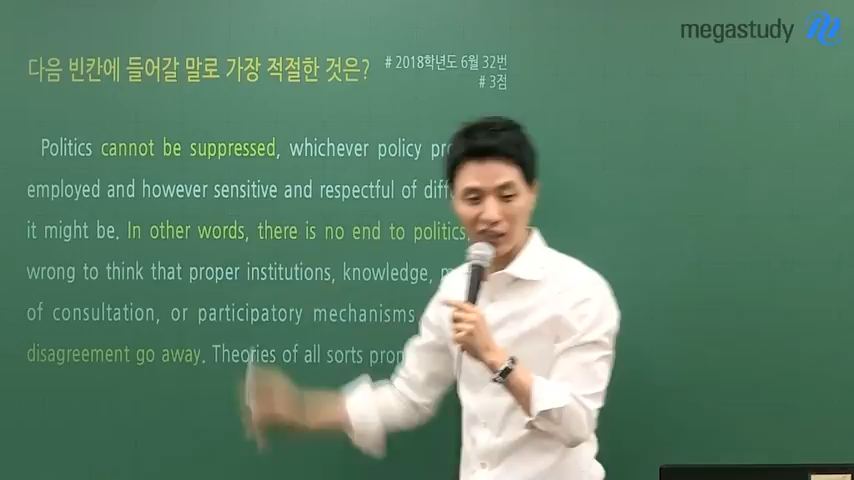 megastudy
다음 빈칸에 들어갈 말로 가장 적절한 것은?
# 2018학년도 6월 32번
# 3점
Politics cannot be suppressed, whichever policy
employed and however sensitive and respectful of
it might be. In other words, there is no end to politics.
wrong to think that proper institutions, knowledge,
of consultation, or participatory mechanisms
disagreement go away. Theories of all sorts